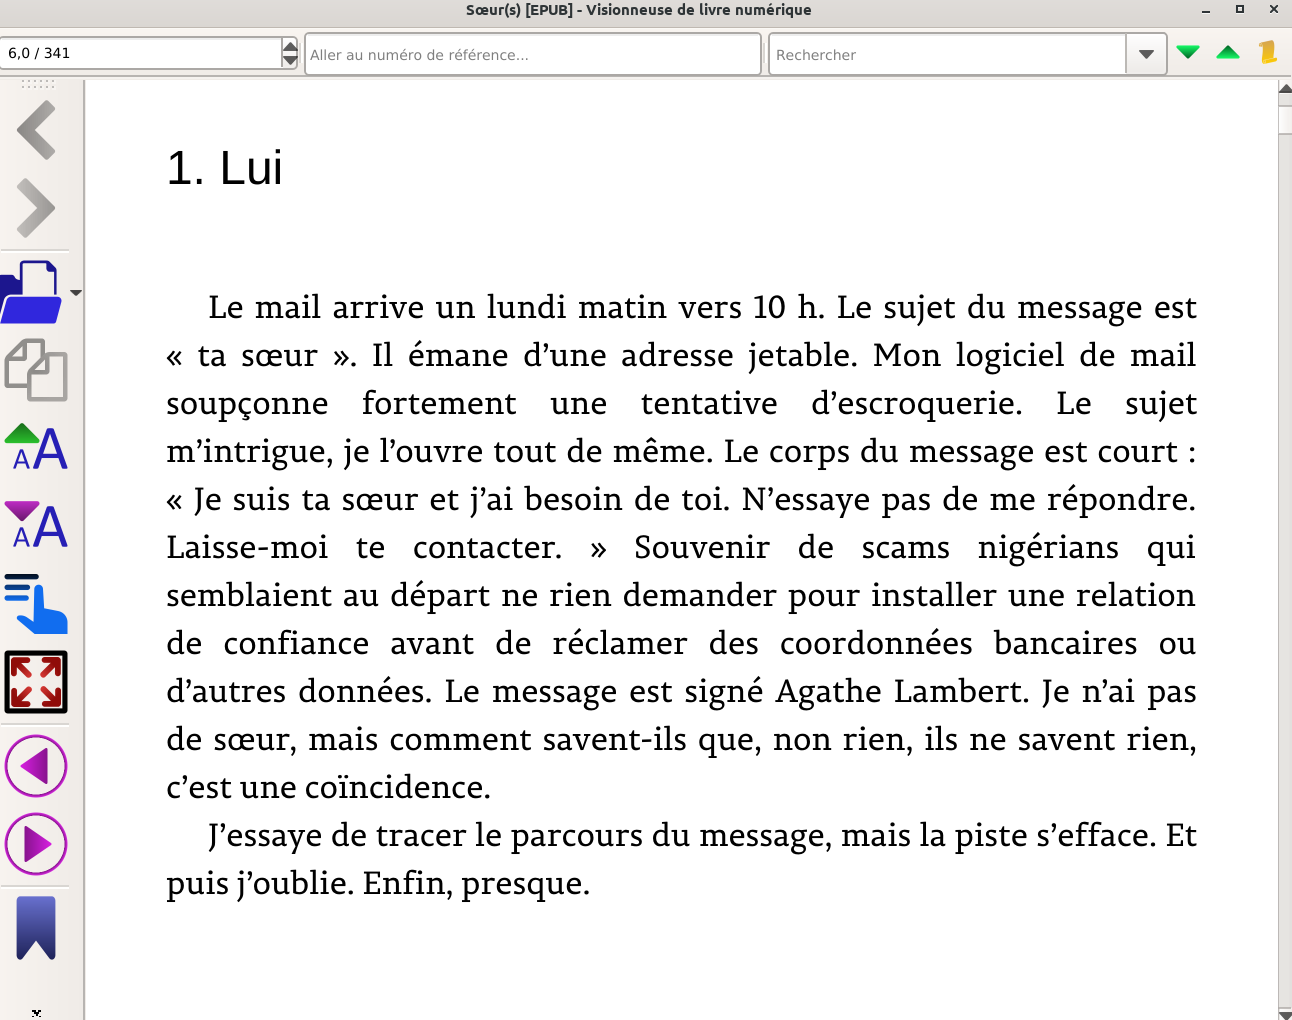 Sœur(s) [EPUB] - Visionneuse de livre numérique
6,0 / 341
Aller au numéro de référence...
Rechercher
A A
A A
1. Lui
Le mail arrive un lundi matin vers 10 h. Le sujet du message est
« ta sœur ». Il émane d’une adresse jetable. Mon logiciel de mail
soupçonne fortement une tentative d’escroquerie. Le sujet
m’intrigue, je l’ouvre tout de même. Le corps du message est court :
« Je suis ta sœur et j’ai besoin de toi. N’essaye pas de me répondre.
Laisse-moi te contacter. » Souvenir de scams nigérians qui
semblaient au départ ne rien demander pour installer une relation
de confiance avant de réclamer des coordonnées bancaires ou
d’autres données. Le message est signé Agathe Lambert. Je n’ai pas
de sœur, mais comment savent-ils que, non rien, ils ne savent rien,
c’est une coïncidence.
J’essaye de tracer le parcours du message, mais la piste s’efface. Et
puis j’oublie. Enfin, presque.